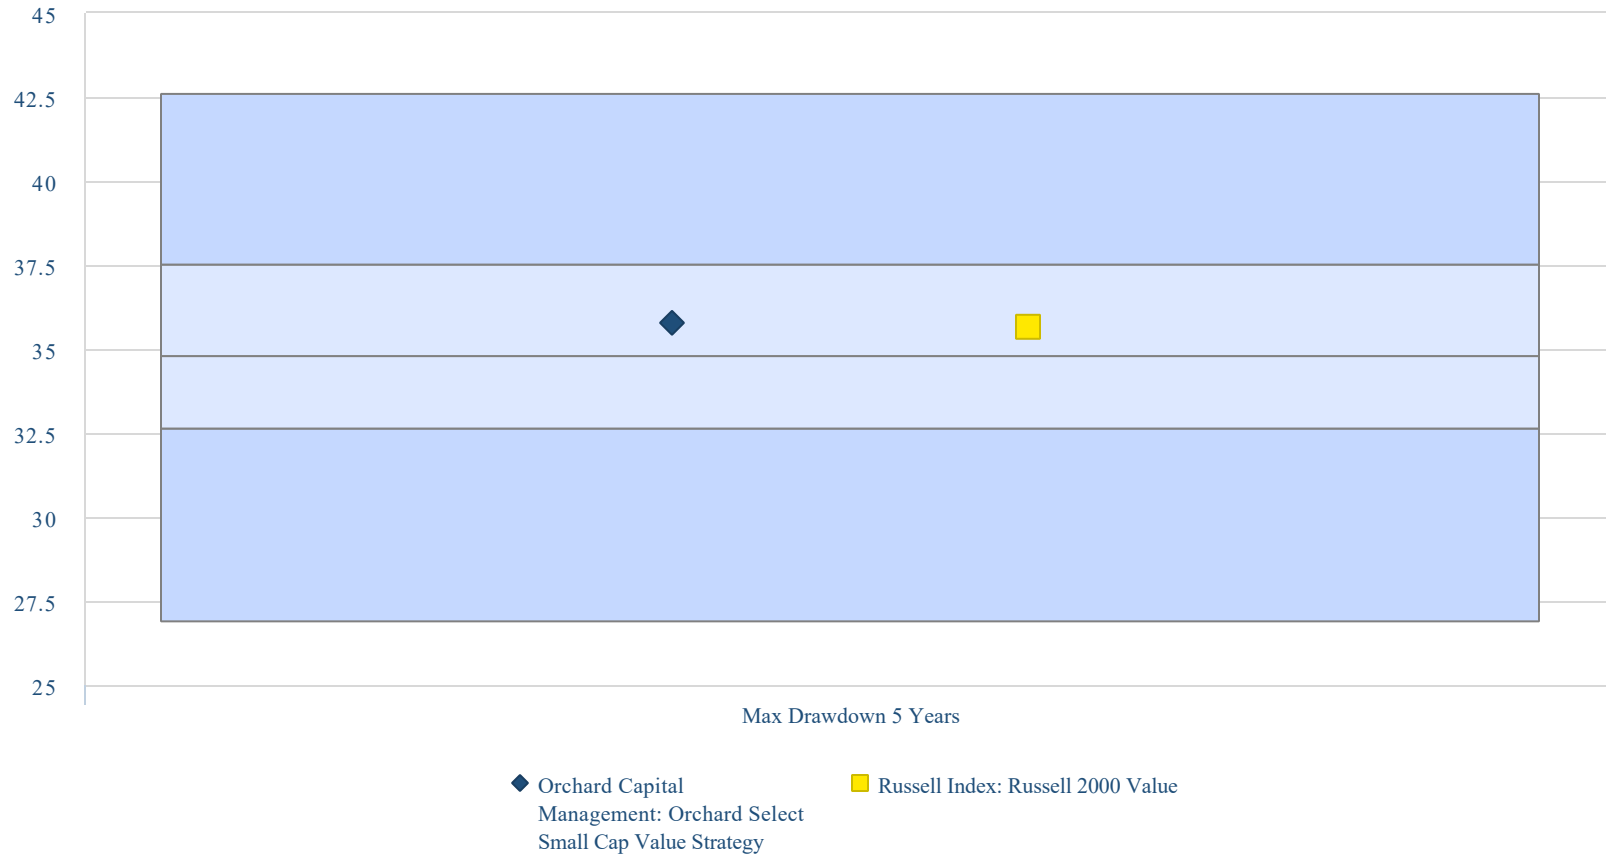 45
42.5
40
37.5
35
32.5
30
27.5
25
Max Drawdown 5 Years
Orchard Capital
Management: Orchard Select
Small Cap Value Strategy
Russell Index: Russell 2000 Value